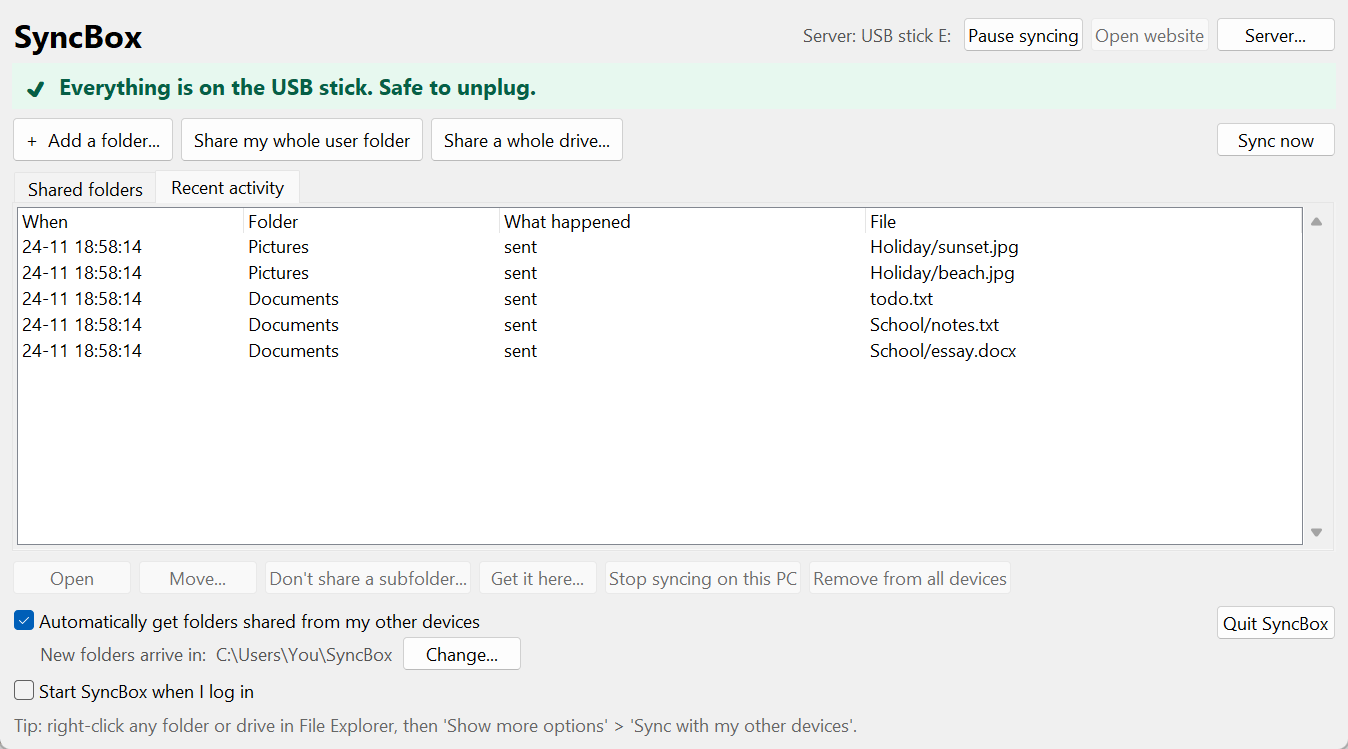 SyncBox
Server: USB stick E: Pause syncing Open website Server...
✔ Everything is on the USB stick. Safe to unplug.
+ Add a folder... Share my whole user folder Share a whole drive... Sync now
Shared folders Recent activity
When Folder What happened File
24-11 18:58:14 Pictures sent Holiday/sunset.jpg
24-11 18:58:14 Pictures sent Holiday/beach.jpg
24-11 18:58:14 Documents sent todo.txt
24-11 18:58:14 Documents sent School/notes.txt
24-11 18:58:14 Documents sent School/essay.docx
Open Move... Don't share a subfolder... Get it here... Stop syncing on this PC Remove from all devices
Automatically get folders shared from my other devices Quit SyncBox
New folders arrive in: C:\Users\You\SyncBox Change...
Start SyncBox when I log in
Tip: right-click any folder or drive in File Explorer, then 'Show more options' > 'Sync with my other devices'.